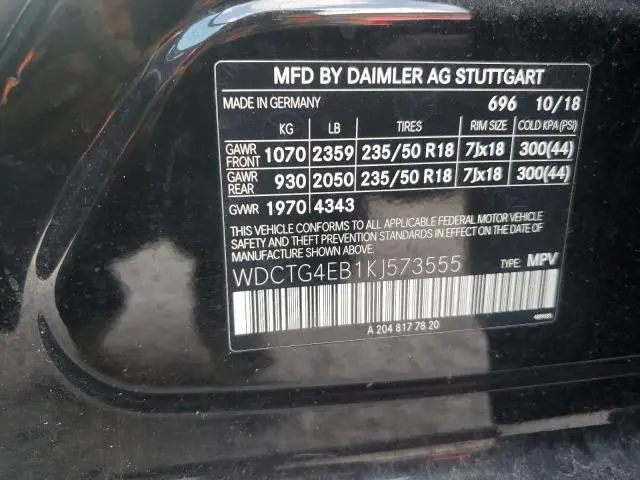 MFD BY DAIMLER AG STUTTGART
MADE IN GERMANY 696 10/18
KG LB TIRES RIM SIZE COLD KPA (PSI)
GAWR FRONT 1070 2359 235/50 R18 7Jx18 300(44)
GAWR REAR 930 2050 235/50 R18 7Jx18 300(44)
GVWR 1970 4343
THIS VEHICLE CONFORMS TO ALL APPLICABLE FEDERAL MOTOR VEHICLE
SAFETY AND THEFT PREVENTION STANDARDS IN EFFECT ON THE DATE OF
MANUFACTURE SHOWN ABOVE.
WDCTG4EB1KJ573555 TYPE: MPV
A 204 817 78 20